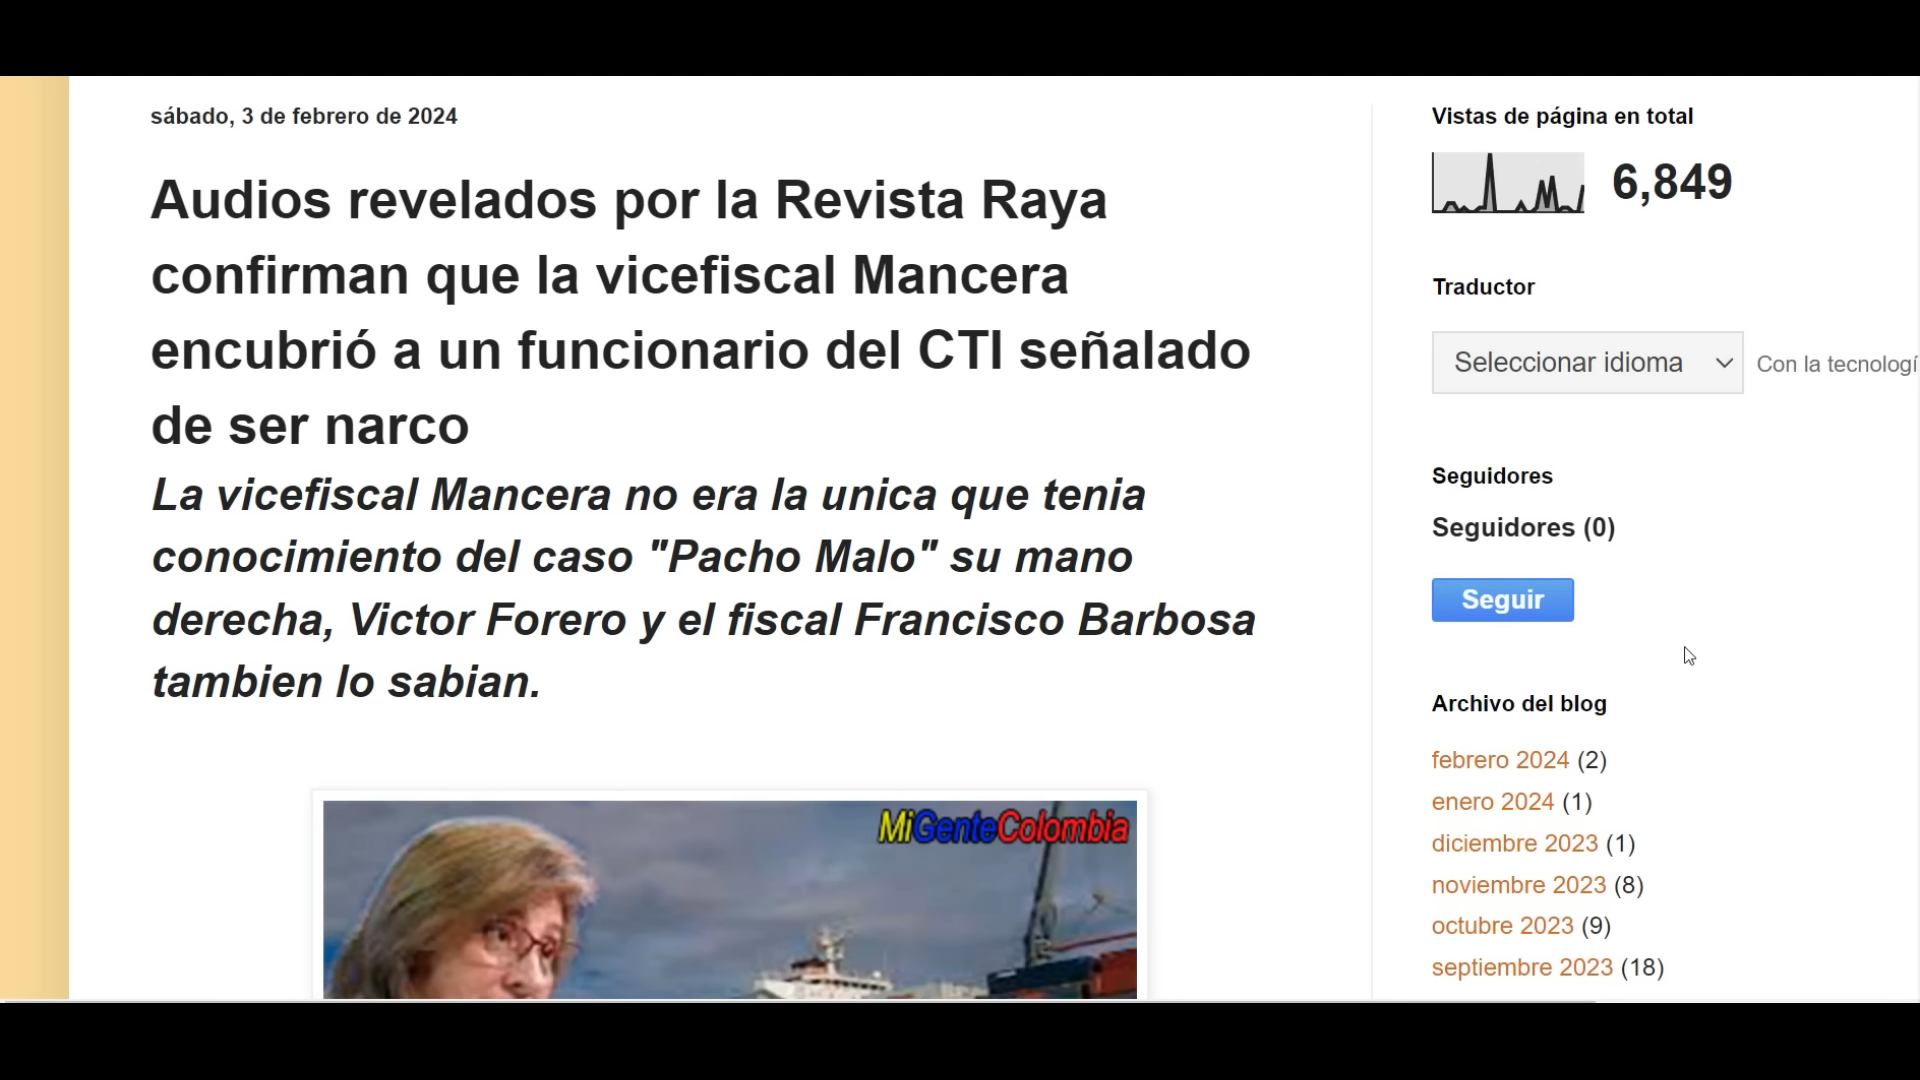 sábado, 3 de febrero de 2024
Audios revelados por la Revista Raya
confirman que la vicefiscal Mancera
encubrió a un funcionario del CTI señalado
de ser narco
La vicefiscal Mancera no era la unica que tenia
conocimiento del caso "Pacho Malo" su mano
derecha, Victor Forero y el fiscal Francisco Barbosa
tambien lo sabian.
MiGenteColombia
Vistas de página en total
6,849
Traductor
Seleccionar idioma
Con la tecnologí
Seguidores
Seguidores (0)
Seguir
Archivo del blog
febrero 2024 (2)
enero 2024 (1)
diciembre 2023 (1)
noviembre 2023 (8)
octubre 2023 (9)
septiembre 2023 (18)